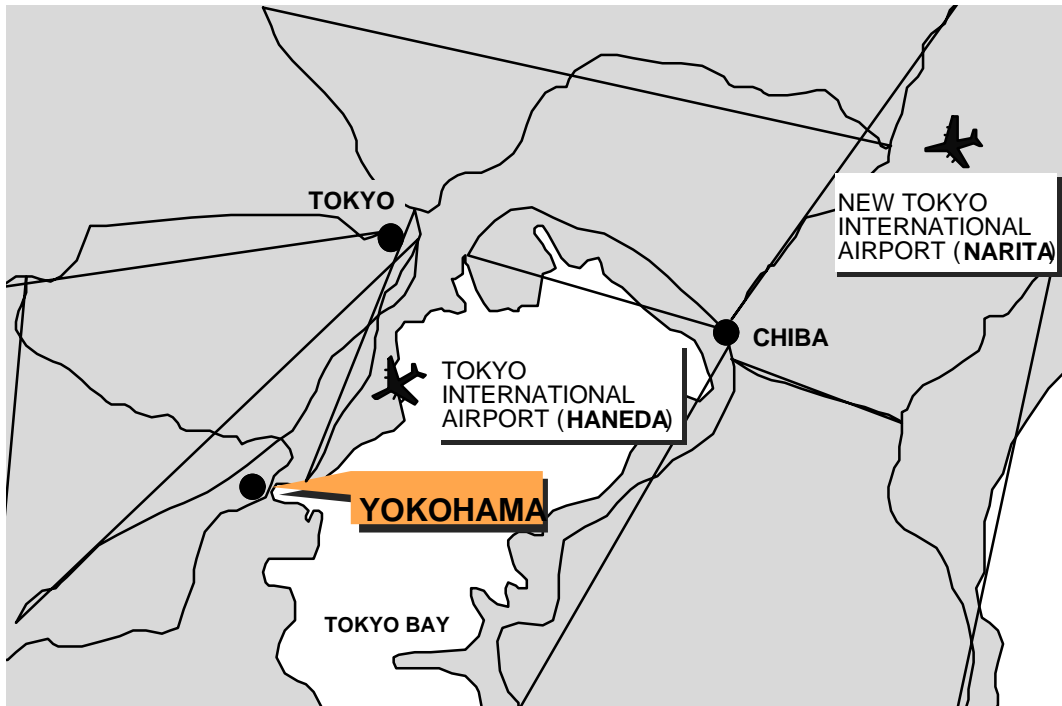 TOKYO
NEW TOKYO
INTERNATIONAL
AIRPORT (NARITA)
CHIBA
TOKYO
INTERNATIONAL
AIRPORT (HANEDA)
YOKOHAMA
TOKYO BAY